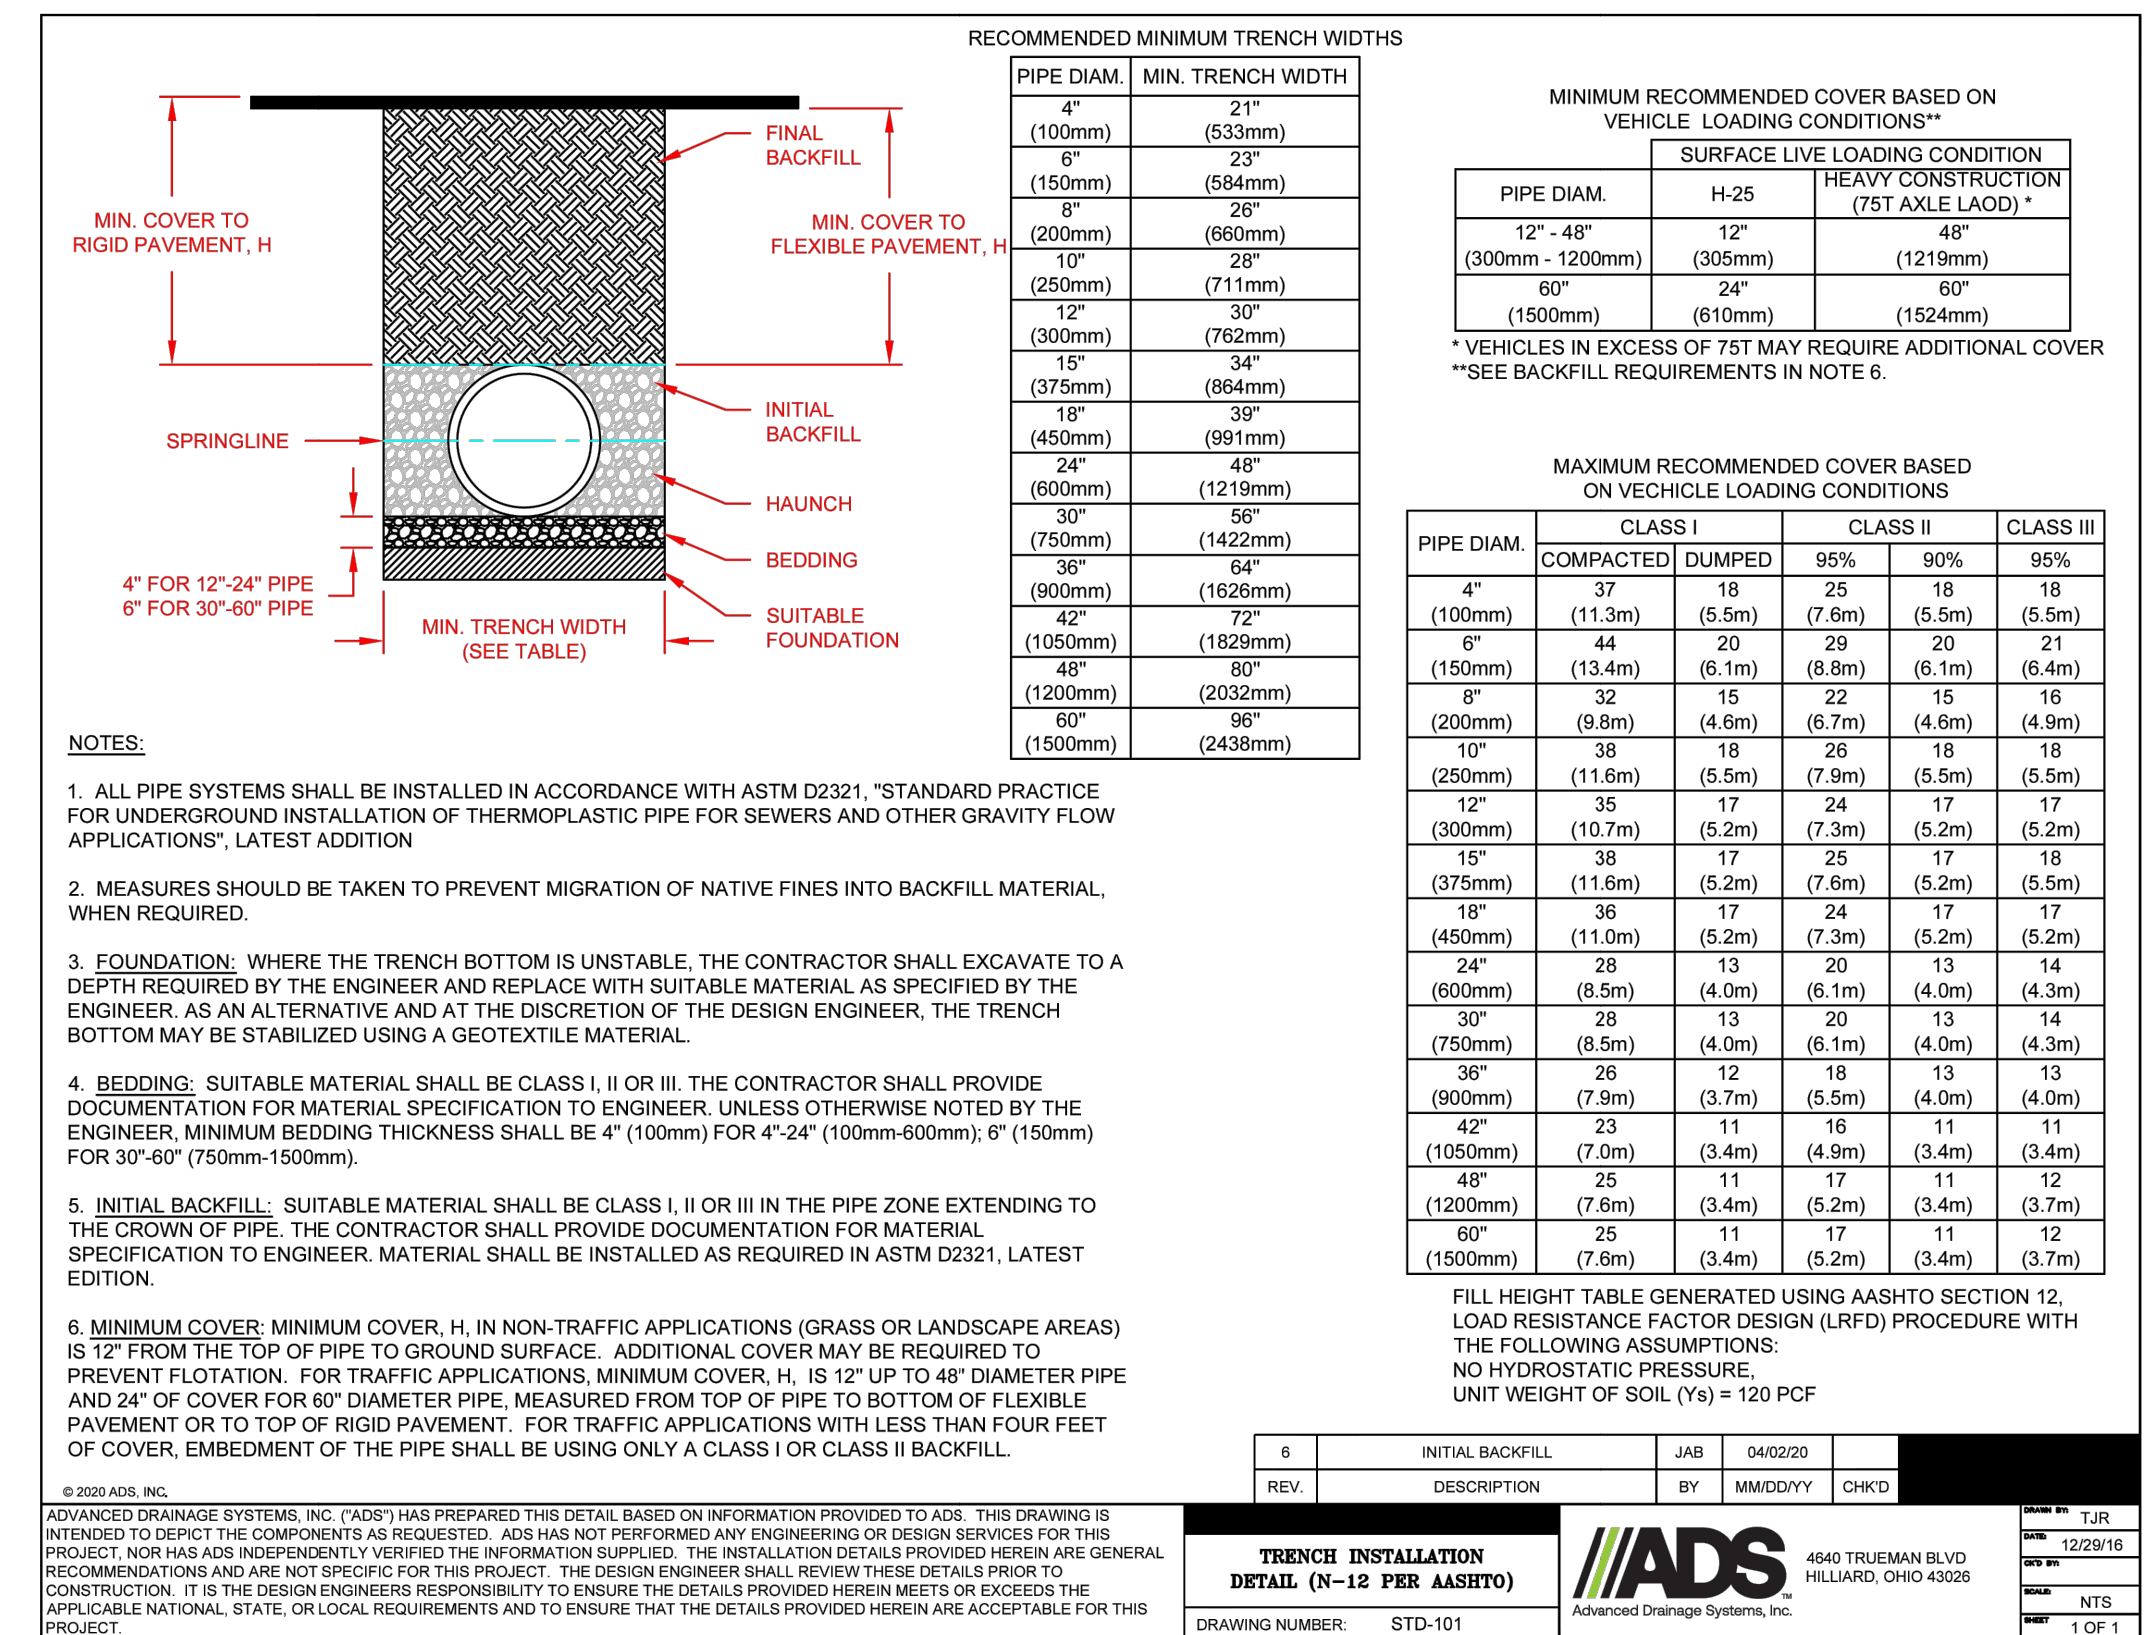 RECOMMENDED MINIMUM TRENCH WIDTHS
PIPE DIAM. MIN. TRENCH WIDTH
4" 21"
(100mm) (533mm)
6" 23"
(150mm) (584mm)
8" 26"
(200mm) (660mm)
10" 28"
(250mm) (711mm)
12" 30"
(300mm) (762mm)
15" 34"
(375mm) (864mm)
18" 39"
(450mm) (991mm)
24" 48"
(600mm) (1219mm)
30" 56"
(750mm) (1422mm)
36" 64"
(900mm) (1626mm)
42" 72"
(1050mm) (1829mm)
48" 80"
(1200mm) (2032mm)
60" 96"
(1500mm) (2438mm)
FINAL
BACKFILL
MIN. COVER TO
RIGID PAVEMENT, H
MIN. COVER TO
FLEXIBLE PAVEMENT, H
INITIAL
BACKFILL
SPRINGLINE
HAUNCH
BEDDING
4" FOR 12"-24" PIPE
6" FOR 30"-60" PIPE
SUITABLE
FOUNDATION
MIN. TRENCH WIDTH
(SEE TABLE)
MINIMUM RECOMMENDED COVER BASED ON
VEHICLE LOADING CONDITIONS**
SURFACE LIVE LOADING CONDITION
PIPE DIAM. H-25 HEAVY CONSTRUCTION
(75T AXLE LAOD) *
12" - 48" 12" 48"
(300mm - 1200mm) (305mm) (1219mm)
60" 24" 60"
(1500mm) (610mm) (1524mm)
* VEHICLES IN EXCESS OF 75T MAY REQUIRE ADDITIONAL COVER
**SEE BACKFILL REQUIREMENTS IN NOTE 6.
MAXIMUM RECOMMENDED COVER BASED
ON VECHICLE LOADING CONDITIONS
PIPE DIAM. CLASS I CLASS II CLASS III
COMPACTED DUMPED 95% 90% 95%
4" 37 18 25 18 18
(100mm) (11.3m) (5.5m) (7.6m) (5.5m) (5.5m)
6" 44 20 29 20 21
(150mm) (13.4m) (6.1m) (8.8m) (6.1m) (6.4m)
8" 32 15 22 15 16
(200mm) (9.8m) (4.6m) (6.7m) (4.6m) (4.9m)
10" 38 18 26 18 18
(250mm) (11.6m) (5.5m) (7.9m) (5.5m) (5.5m)
12" 35 17 24 17 17
(300mm) (10.7m) (5.2m) (7.3m) (5.2m) (5.2m)
15" 38 17 25 17 18
(375mm) (11.6m) (5.2m) (7.6m) (5.2m) (5.5m)
18" 36 17 24 17 17
(450mm) (11.0m) (5.2m) (7.3m) (5.2m) (5.2m)
24" 28 13 20 13 14
(600mm) (8.5m) (4.0m) (6.1m) (4.0m) (4.3m)
30" 28 13 20 13 14
(750mm) (8.5m) (4.0m) (6.1m) (4.0m) (4.3m)
36" 26 12 18 13 13
(900mm) (7.9m) (3.7m) (5.5m) (4.0m) (4.0m)
42" 23 11 16 11 11
(1050mm) (7.0m) (3.4m) (4.9m) (3.4m) (3.4m)
48" 25 11 17 11 12
(1200mm) (7.6m) (3.4m) (5.2m) (3.4m) (3.7m)
60" 25 11 17 11 12
(1500mm) (7.6m) (3.4m) (5.2m) (3.4m) (3.7m)
FILL HEIGHT TABLE GENERATED USING AASHTO SECTION 12,
LOAD RESISTANCE FACTOR DESIGN (LRFD) PROCEDURE WITH
THE FOLLOWING ASSUMPTIONS:
NO HYDROSTATIC PRESSURE,
UNIT WEIGHT OF SOIL (Ys) = 120 PCF
NOTES:
1. ALL PIPE SYSTEMS SHALL BE INSTALLED IN ACCORDANCE WITH ASTM D2321, "STANDARD PRACTICE
FOR UNDERGROUND INSTALLATION OF THERMOPLASTIC PIPE FOR SEWERS AND OTHER GRAVITY FLOW
APPLICATIONS", LATEST ADDITION
2. MEASURES SHOULD BE TAKEN TO PREVENT MIGRATION OF NATIVE FINES INTO BACKFILL MATERIAL,
WHEN REQUIRED.
3. FOUNDATION: WHERE THE TRENCH BOTTOM IS UNSTABLE, THE CONTRACTOR SHALL EXCAVATE TO A
DEPTH REQUIRED BY THE ENGINEER AND REPLACE WITH SUITABLE MATERIAL AS SPECIFIED BY THE
ENGINEER. AS AN ALTERNATIVE AND AT THE DISCRETION OF THE DESIGN ENGINEER, THE TRENCH
BOTTOM MAY BE STABILIZED USING A GEOTEXTILE MATERIAL.
4. BEDDING: SUITABLE MATERIAL SHALL BE CLASS I, II OR III. THE CONTRACTOR SHALL PROVIDE
DOCUMENTATION FOR MATERIAL SPECIFICATION TO ENGINEER. UNLESS OTHERWISE NOTED BY THE
ENGINEER, MINIMUM BEDDING THICKNESS SHALL BE 4" (100mm) FOR 4"-24" (100mm-600mm); 6" (150mm)
FOR 30"-60" (750mm-1500mm).
5. INITIAL BACKFILL: SUITABLE MATERIAL SHALL BE CLASS I, II OR III IN THE PIPE ZONE EXTENDING TO
THE CROWN OF PIPE. THE CONTRACTOR SHALL PROVIDE DOCUMENTATION FOR MATERIAL
SPECIFICATION TO ENGINEER. MATERIAL SHALL BE INSTALLED AS REQUIRED IN ASTM D2321, LATEST
EDITION.
6. MINIMUM COVER: MINIMUM COVER, H, IN NON-TRAFFIC APPLICATIONS (GRASS OR LANDSCAPE AREAS)
IS 12" FROM THE TOP OF PIPE TO GROUND SURFACE. ADDITIONAL COVER MAY BE REQUIRED TO
PREVENT FLOTATION. FOR TRAFFIC APPLICATIONS, MINIMUM COVER, H, IS 12" UP TO 48" DIAMETER PIPE
AND 24" OF COVER FOR 60" DIAMETER PIPE, MEASURED FROM TOP OF PIPE TO BOTTOM OF FLEXIBLE
PAVEMENT OR TO TOP OF RIGID PAVEMENT. FOR TRAFFIC APPLICATIONS WITH LESS THAN FOUR FEET
OF COVER, EMBEDMENT OF THE PIPE SHALL BE USING ONLY A CLASS I OR CLASS II BACKFILL.
© 2020 ADS, INC.
6 INITIAL BACKFILL JAB 04/02/20
REV. DESCRIPTION BY MM/DD/YY CHK'D
ADVANCED DRAINAGE SYSTEMS, INC. ("ADS") HAS PREPARED THIS DETAIL BASED ON INFORMATION PROVIDED TO ADS. THIS DRAWING IS
INTENDED TO DEPICT THE COMPONENTS AS REQUESTED. ADS HAS NOT PERFORMED ANY ENGINEERING OR DESIGN SERVICES FOR THIS
PROJECT, NOR HAS ADS INDEPENDENTLY VERIFIED THE INFORMATION SUPPLIED. THE INSTALLATION DETAILS PROVIDED HEREIN ARE GENERAL
RECOMMENDATIONS AND ARE NOT SPECIFIC FOR THIS PROJECT. THE DESIGN ENGINEER SHALL REVIEW THESE DETAILS PRIOR TO
CONSTRUCTION. IT IS THE DESIGN ENGINEERS RESPONSIBILITY TO ENSURE THE DETAILS PROVIDED HEREIN MEETS OR EXCEEDS THE
APPLICABLE NATIONAL, STATE, OR LOCAL REQUIREMENTS AND TO ENSURE THAT THE DETAILS PROVIDED HEREIN ARE ACCEPTABLE FOR THIS
PROJECT.
TRENCH INSTALLATION
DETAIL (N-12 PER AASHTO)
DRAWING NUMBER: STD-101
ADS
TM
Advanced Drainage Systems, Inc.
4640 TRUEMAN BLVD
HILLIARD, OHIO 43026
DRAWN BY: TJR
DATE: 12/29/16
CK'D BY:
SCALE: NTS
SHEET 1 OF 1